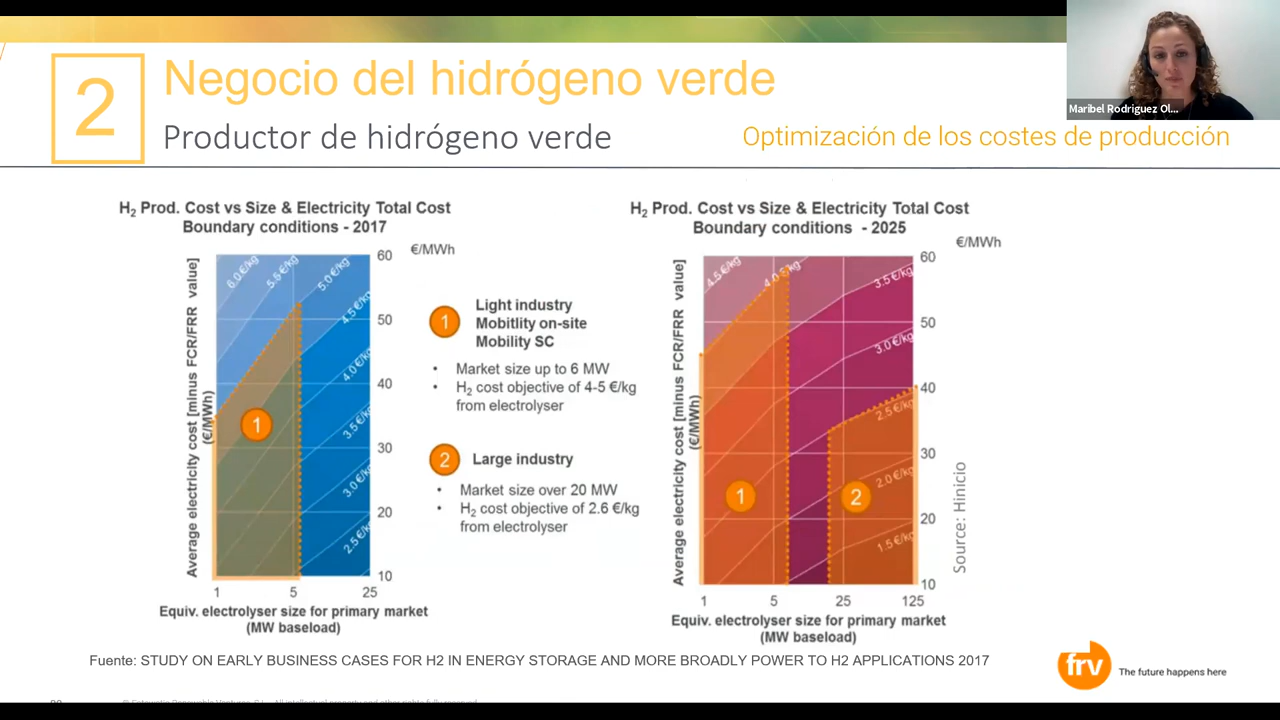 2
Negocio del hidrógeno verde
Productor de hidrógeno verde
Optimización de los costes de producción
Maribel Rodriguez Ol...
H2 Prod. Cost vs Size & Electricity Total Cost
Boundary conditions - 2017
€/MWh
Average electricity cost [minus FCR/FRR value]
(€/MWh)
6.0 €/kg
5.5 €/kg
5.0 €/kg
4.5 €/kg
4.0 €/kg
3.5 €/kg
3.0 €/kg
2.5 €/kg
1
60
50
40
30
20
10
1 5 25
Equiv. electrolyser size for primary market
(MW baseload)
1
Light industry
Mobitlity on-site
Mobility SC
• Market size up to 6 MW
• H2 cost objective of 4-5 €/kg
from electrolyser
2
Large industry
• Market size over 20 MW
• H2 cost objective of 2.6 €/kg
from electrolyser
H2 Prod. Cost vs Size & Electricity Total Cost
Boundary conditions - 2025
€/MWh
Average electricity cost [minus FCR/FRR value]
(€/MWh)
4.5 €/kg
4.0 €/kg
3.5 €/kg
3.0 €/kg
2.5 €/kg
2.0 €/kg
1.5 €/kg
1
2
60
50
40
30
20
10
1 5 25 125
Equiv. electrolyser size for primary market
(MW baseload)
Source: Hinicio
Fuente: STUDY ON EARLY BUSINESS CASES FOR H2 IN ENERGY STORAGE AND MORE BROADLY POWER TO H2 APPLICATIONS 2017
frv
The future happens here